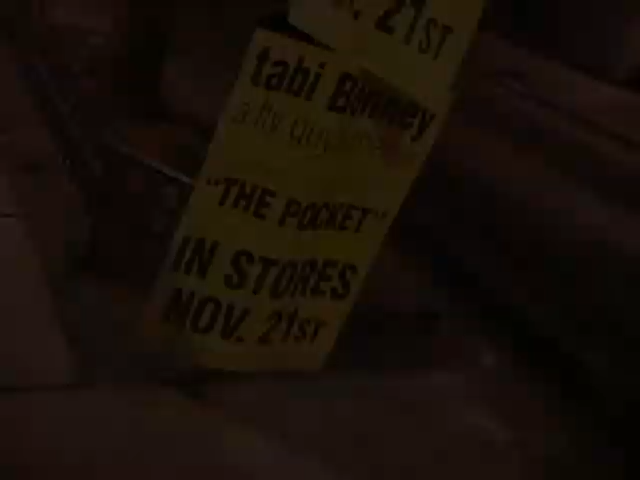 . 21ST
tabi Bonney
"THE POCKET"
IN STORES
NOV. 21ST